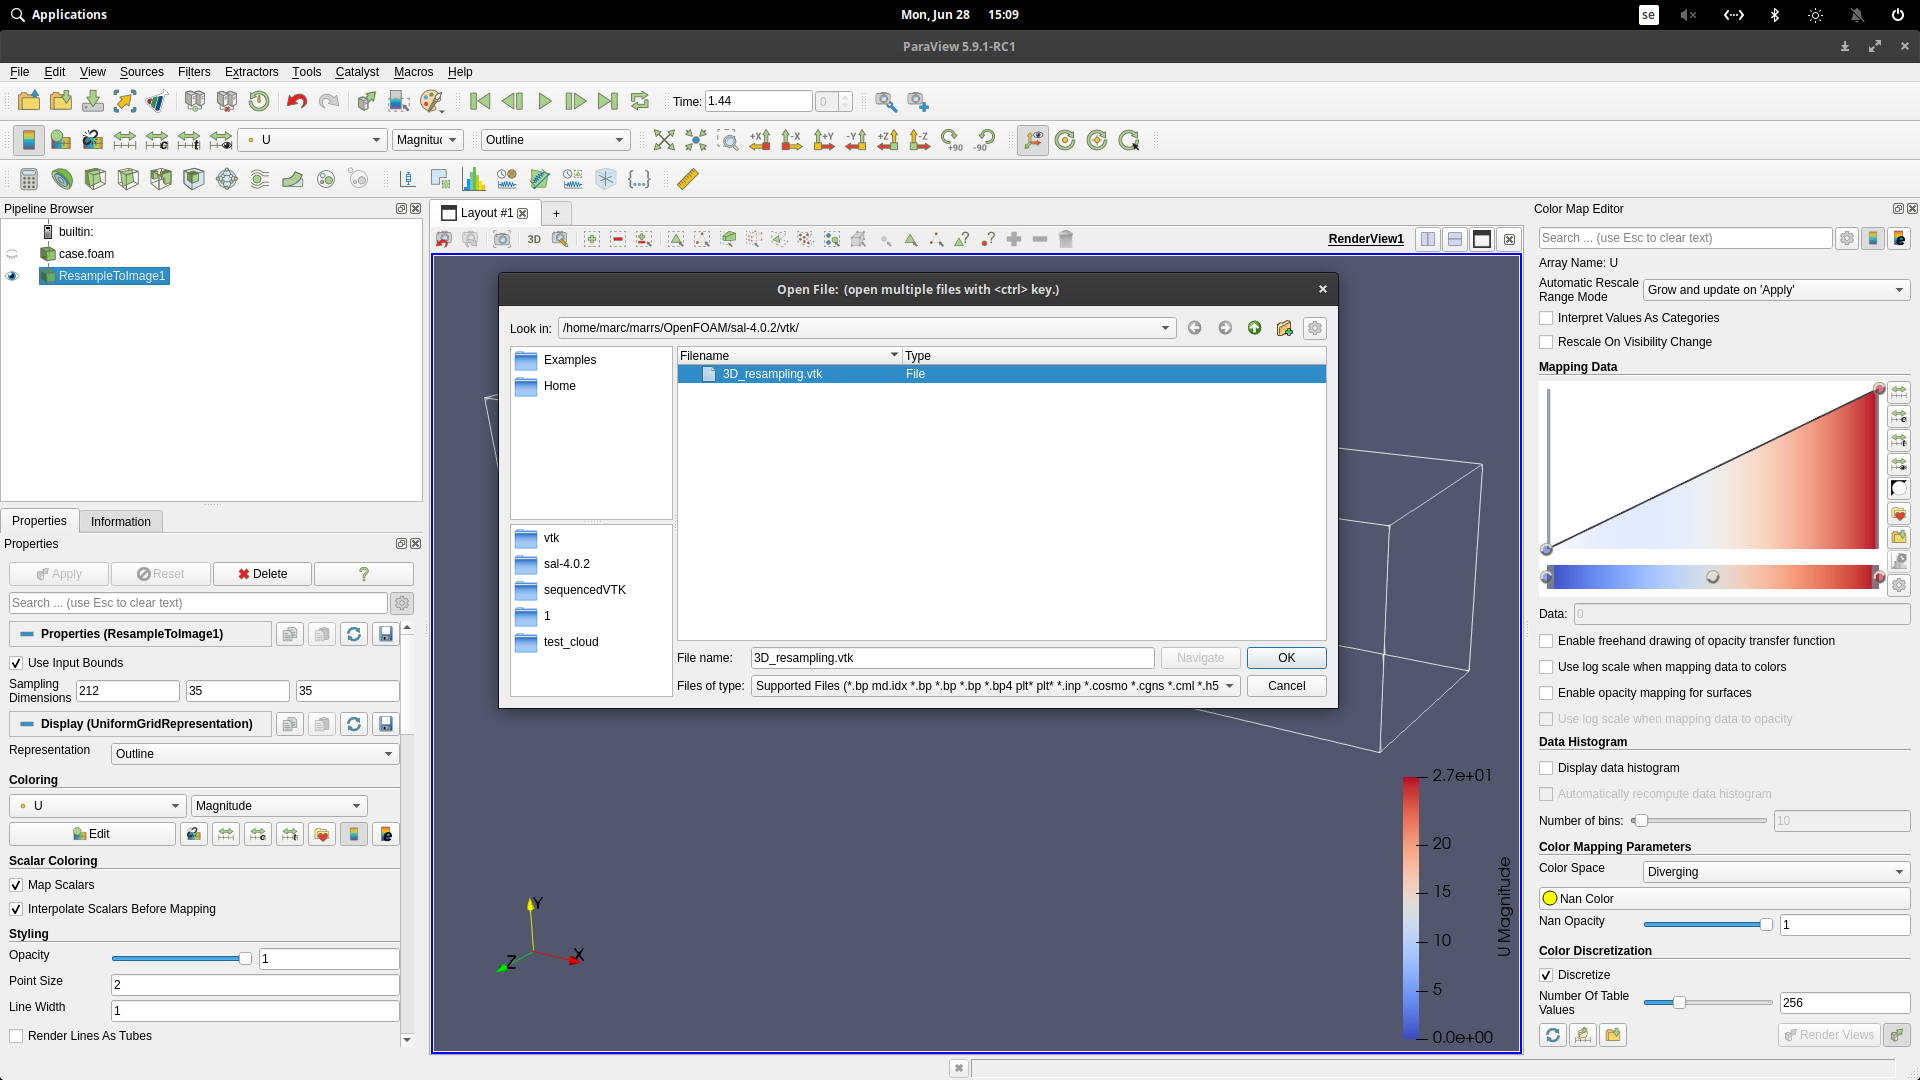 Applications
Mon, Jun 28 15:09
se
ParaView 5.9.1-RC1
File Edit View Sources Filters Extractors Tools Catalyst Macros Help
Time: 1.44 0
U Magnituc Outline
+X -X +Y -Y +Z -Z +90 -90
Pipeline Browser
builtin:
case.foam
ResampleToImage1
Properties Information
Properties
Apply Reset Delete ?
Search ... (use Esc to clear text)
Properties (ResampleToImage1)
Use Input Bounds
Sampling Dimensions 212 35 35
Display (UniformGridRepresentation)
Representation Outline
Coloring
U Magnitude
Edit
Scalar Coloring
Map Scalars
Interpolate Scalars Before Mapping
Styling
Opacity 1
Point Size 2
Line Width 1
Render Lines As Tubes
Layout #1 +
3D
RenderView1
Open File: (open multiple files with <ctrl> key.)
Look in: /home/marc/marrs/OpenFOAM/sal-4.0.2/vtk/
Examples
Home
Filename Type
3D_resampling.vtk File
vtk
sal-4.0.2
sequencedVTK
1
test_cloud
File name: 3D_resampling.vtk Navigate OK
Files of type: Supported Files (*.bp md.idx *.bp *.bp *.bp *.bp4 plt* plt* *.inp *.cosmo *.cgns *.cml *.h5 Cancel
Y
X
Z
2.7e+01
20
15
10
5
0.0e+00
U Magnitude
Color Map Editor
Search ... (use Esc to clear text)
Array Name: U
Automatic Rescale Range Mode Grow and update on 'Apply'
Interpret Values As Categories
Rescale On Visibility Change
Mapping Data
Data: 0
Enable freehand drawing of opacity transfer function
Use log scale when mapping data to colors
Enable opacity mapping for surfaces
Use log scale when mapping data to opacity
Data Histogram
Display data histogram
Automatically recompute data histogram
Number of bins: 10
Color Mapping Parameters
Color Space Diverging
Nan Color
Nan Opacity 1
Color Discretization
Discretize
Number Of Table Values 256
Render Views